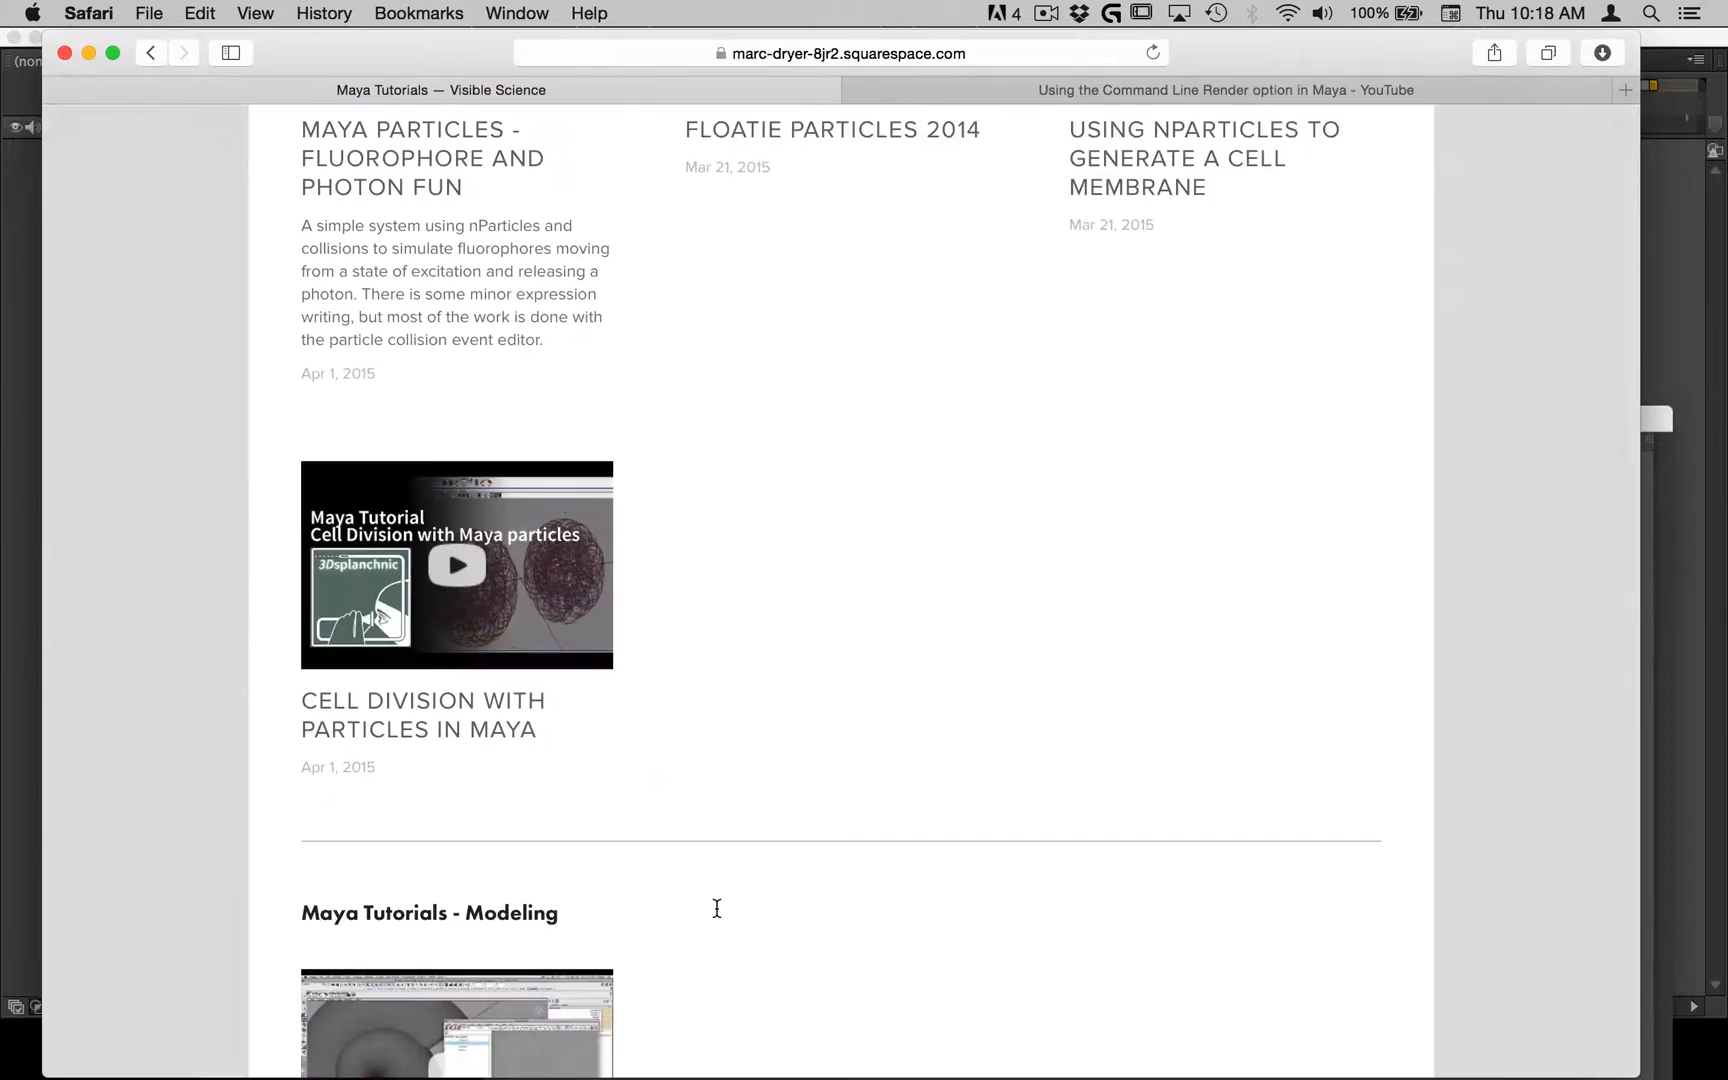 Safari File Edit View History Bookmarks Window Help 4 100% Thu 10:18 AM
(non
marc-dryer-8jr2.squarespace.com
Maya Tutorials — Visible Science
Using the Command Line Render option in Maya - YouTube
MAYA PARTICLES -
FLUOROPHORE AND
PHOTON FUN
A simple system using nParticles and
collisions to simulate fluorophores moving
from a state of excitation and releasing a
photon. There is some minor expression
writing, but most of the work is done with
the particle collision event editor.
Apr 1, 2015
FLOATIE PARTICLES 2014
Mar 21, 2015
USING NPARTICLES TO
GENERATE A CELL
MEMBRANE
Mar 21, 2015
Maya Tutorial
Cell Division with Maya particles
3Dsplanchnic
CELL DIVISION WITH
PARTICLES IN MAYA
Apr 1, 2015
Maya Tutorials - Modeling